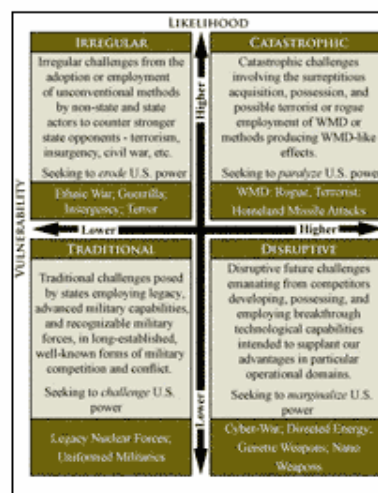 LIKELIHOOD
IRREGULAR
Irregular challenges from the
adoption or employment
of unconventional methods
by non-state and state
actors to counter stronger
state opponents - terrorism,
insurgency, civil war, etc.
Seeking to erode U.S. power
Ethnic War; Guerrilla;
Insurgency; Terror
Higher
CATASTROPHIC
Catastrophic challenges
involving the surreptitious
acquisition, possession, and
possible terrorist or rogue
employment of WMD or
methods producing WMD-like
effects.
Seeking to paralyze U.S. power
WMD: Rogue, Terrorist;
Homeland Missile Attacks
VULNERABILITY
Lower
Higher
TRADITIONAL
Traditional challenges posed
by states employing legacy,
advanced military capabilities,
and recognizable military
forces, in long-established,
well-known forms of military
competition and conflict.
Seeking to challenge U.S.
power
Legacy Nuclear Forces;
Uniformed Militaries
Lower
DISRUPTIVE
Disruptive future challenges
emanating from competitors
developing, possessing, and
employing breakthrough
technological capabilities
intended to supplant our
advantages in particular
operational domains.
Seeking to marginalize U.S.
power
Cyber-War; Directed Energy;
Genetic Weapons; Nano
Weapons